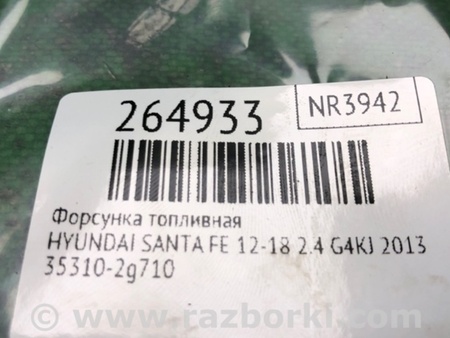 264933
NR3942
Форсунка топливная
HYUNDAI SANTA FE 12-18 2.4 G4KJ 2013
35310-2g710
© www.razborki.com